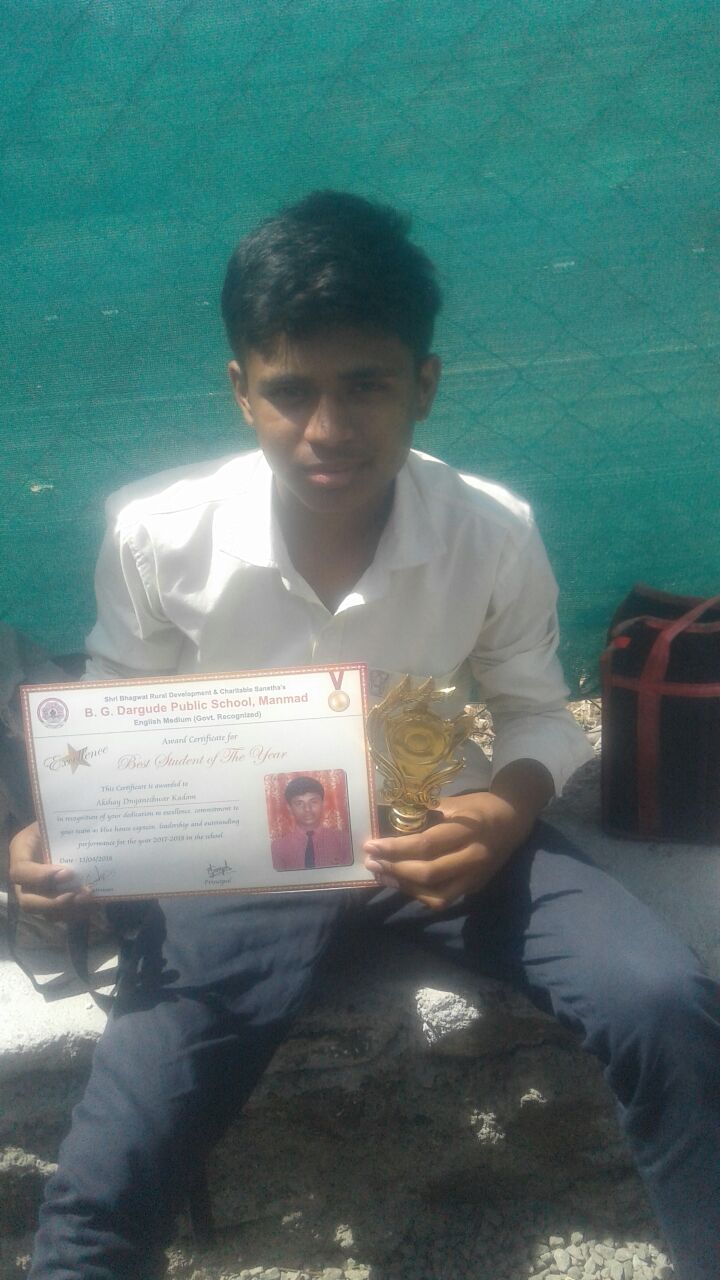 Shri Bhagwat Rural Development & Charitable Sanstha's
B. G. Dargude Public School, Manmad
English Medium (Govt. Recognized)
Award Certificate for
Excellence
Best Student of The Year
This Certificate is awarded to
Akshay Dnyaneshwar Kadam
in recognition of your dedication to excellence, commitment to
your team as blue house captain, leadership and outstanding
performance for the year 2017-2018 in the school.
Date : 13/04/2018
Principal